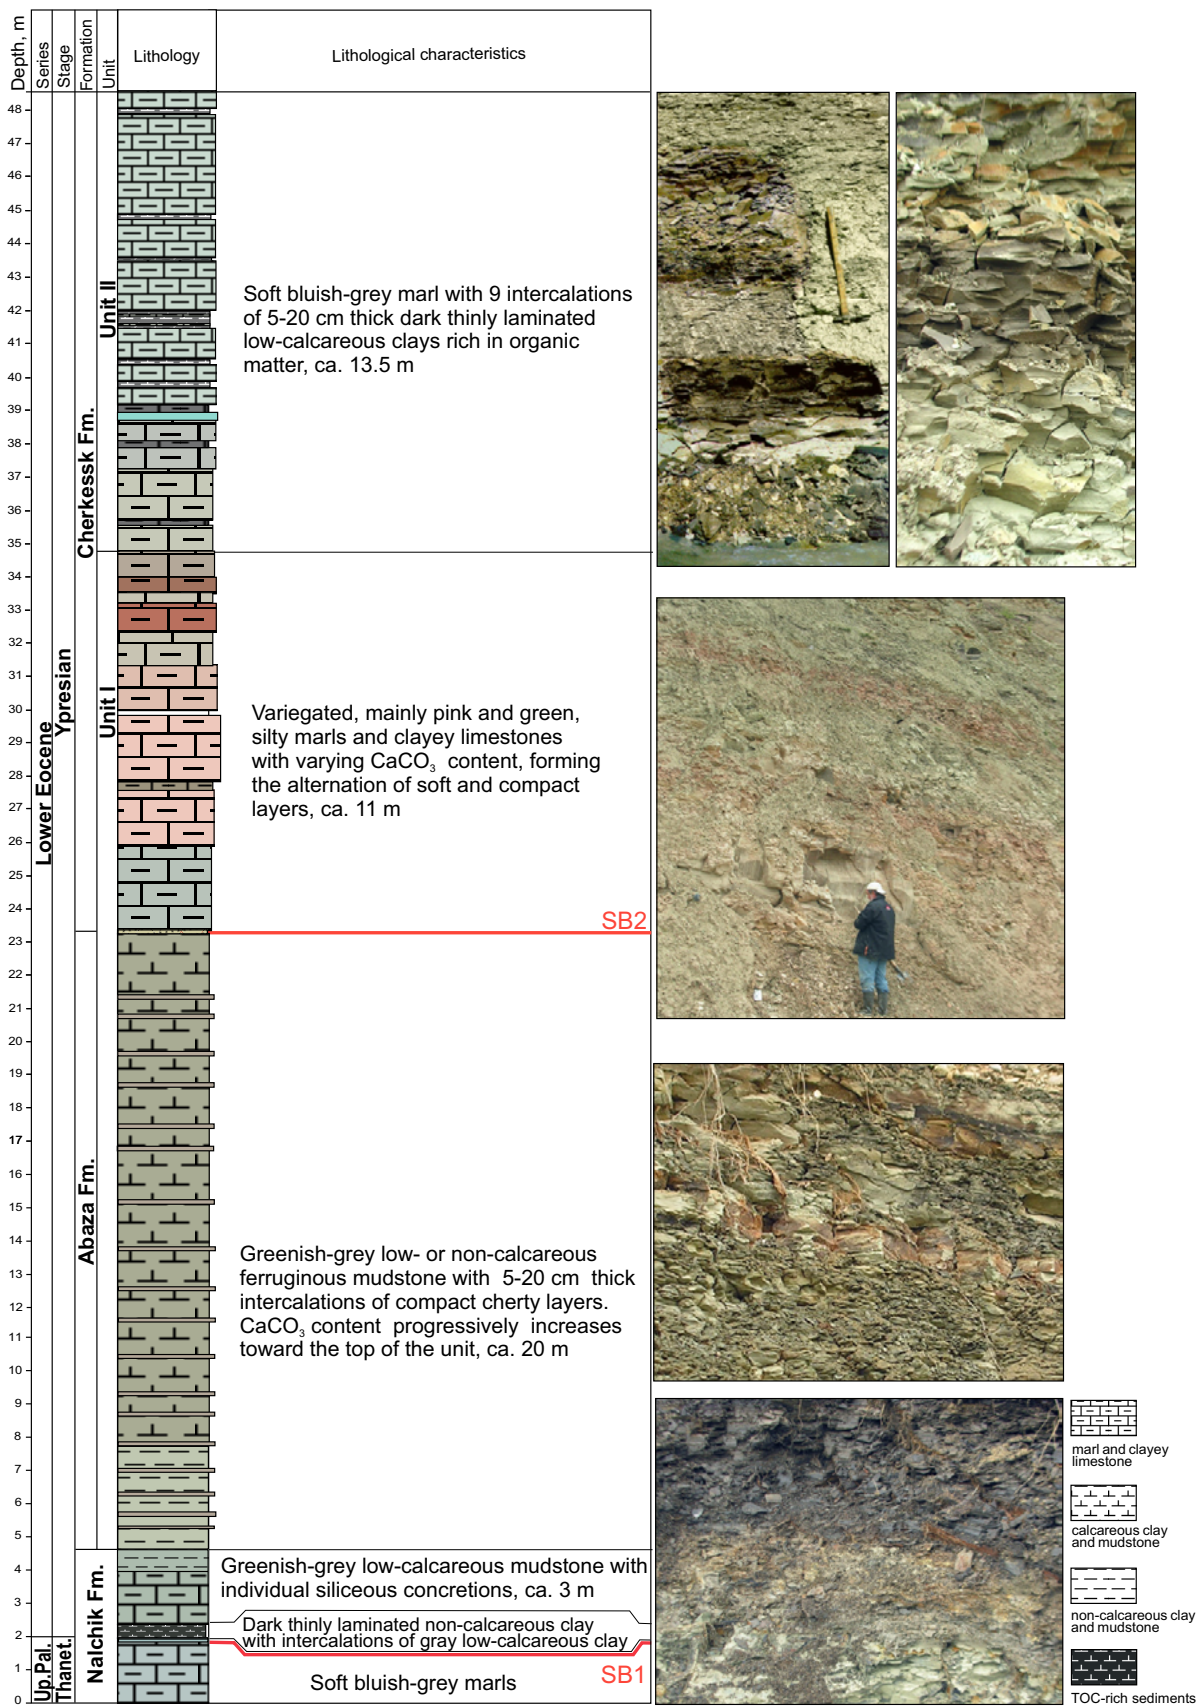 Depth, m
Series
Stage
Formation
Unit
Lithology
Lithological characteristics
48
47
46
45
44
43
42
41
40
39
38
37
36
35
34
33
32
31
30
29
28
27
26
25
24
23
22
21
20
19
18
17
16
15
14
13
12
11
10
9
8
7
6
5
4
3
2
1
0
Lower Eocene
Up.Pal.
Ypresian
Thanet.
Cherkessk Fm.
Abaza Fm.
Nalchik Fm.
Unit II
Unit I
Soft bluish-grey marl with 9 intercalations
of 5-20 cm thick dark thinly laminated
low-calcareous clays rich in organic
matter, ca. 13.5 m
Variegated, mainly pink and green,
silty marls and clayey limestones
with varying CaCO₃ content, forming
the alternation of soft and compact
layers, ca. 11 m
SB2
Greenish-grey low- or non-calcareous
ferruginous mudstone with 5-20 cm thick
intercalations of compact cherty layers.
CaCO₃ content progressively increases
toward the top of the unit, ca. 20 m
Greenish-grey low-calcareous mudstone with
individual siliceous concretions, ca. 3 m
Dark thinly laminated non-calcareous clay
with intercalations of gray low-calcareous clay
SB1
Soft bluish-grey marls
marl and clayey
limestone
calcareous clay
and mudstone
non-calcareous clay
and mudstone
TOC-rich sediments